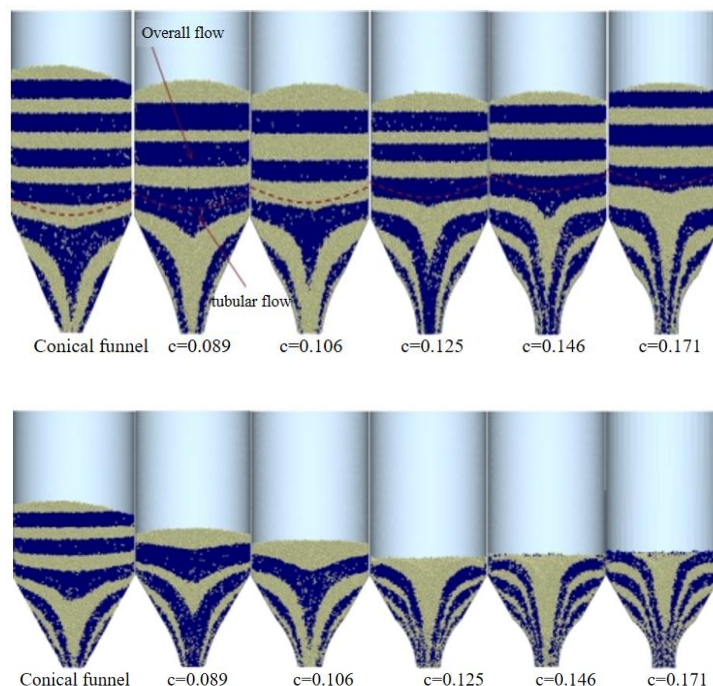 Overall flow
tubular flow
Conical funnel c=0.089 c=0.106 c=0.125 c=0.146 c=0.171
Conical funnel c=0.089 c=0.106 c=0.125 c=0.146 c=0.171